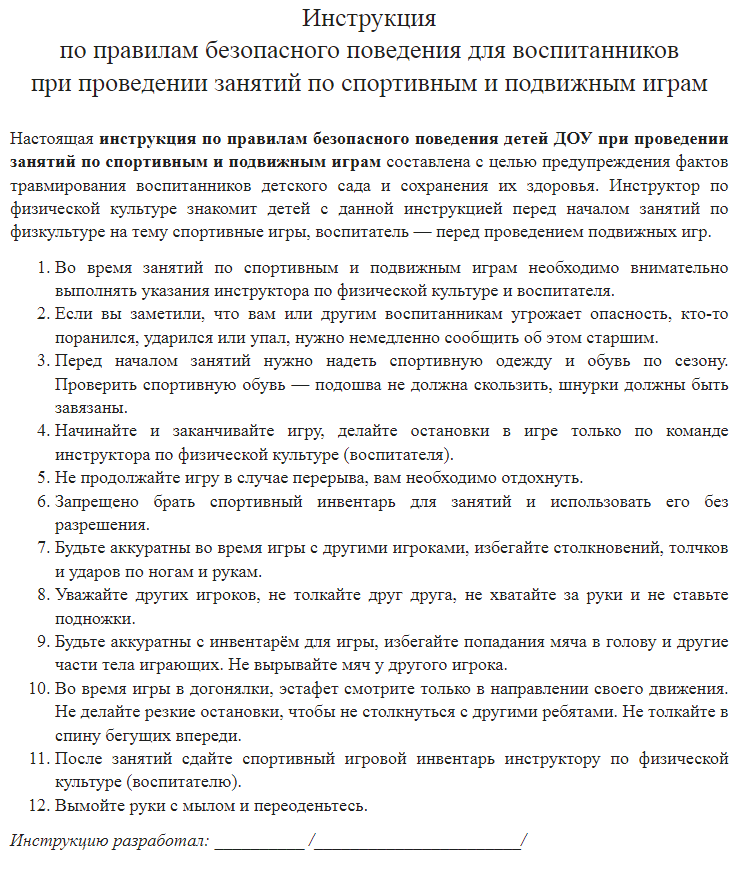 Инструкция
по правилам безопасного поведения для воспитанников
при проведении занятий по спортивным и подвижным играм
Настоящая инструкция по правилам безопасного поведения детей ДОУ при проведении
занятий по спортивным и подвижным играм составлена с целью предупреждения фактов
травмирования воспитанников детского сада и сохранения их здоровья. Инструктор по
физической культуре знакомит детей с данной инструкцией перед началом занятий по
физкультуре на тему спортивные игры, воспитатель — перед проведением подвижных игр.
1. Во время занятий по спортивным и подвижным играм необходимо внимательно
выполнять указания инструктора по физической культуре и воспитателя.
2. Если вы заметили, что вам или другим воспитанникам угрожает опасность, кто-то
поранился, ударился или упал, нужно немедленно сообщить об этом старшим.
3. Перед началом занятий нужно надеть спортивную одежду и обувь по сезону.
Проверить спортивную обувь — подошва не должна скользить, шнурки должны быть
завязаны.
4. Начинайте и заканчивайте игру, делайте остановки в игре только по команде
инструктора по физической культуре (воспитателя).
5. Не продолжайте игру в случае перерыва, вам необходимо отдохнуть.
6. Запрещено брать спортивный инвентарь для занятий и использовать его без
разрешения.
7. Будьте аккуратны во время игры с другими игроками, избегайте столкновений, толчков
и ударов по ногам и рукам.
8. Уважайте других игроков, не толкайте друг друга, не хватайте за руки и не ставьте
подножки.
9. Будьте аккуратны с инвентарём для игры, избегайте попадания мяча в голову и другие
части тела играющих. Не вырывайте мяч у другого игрока.
10. Во время игры в догонялки, эстафет смотрите только в направлении своего движения.
Не делайте резкие остановки, чтобы не столкнуться с другими ребятами. Не толкайте в
спину бегущих впереди.
11. После занятий сдайте спортивный игровой инвентарь инструктору по физической
культуре (воспитателю).
12. Вымойте руки с мылом и переоденьтесь.
Инструкцию разработал: __________ /_______________________/